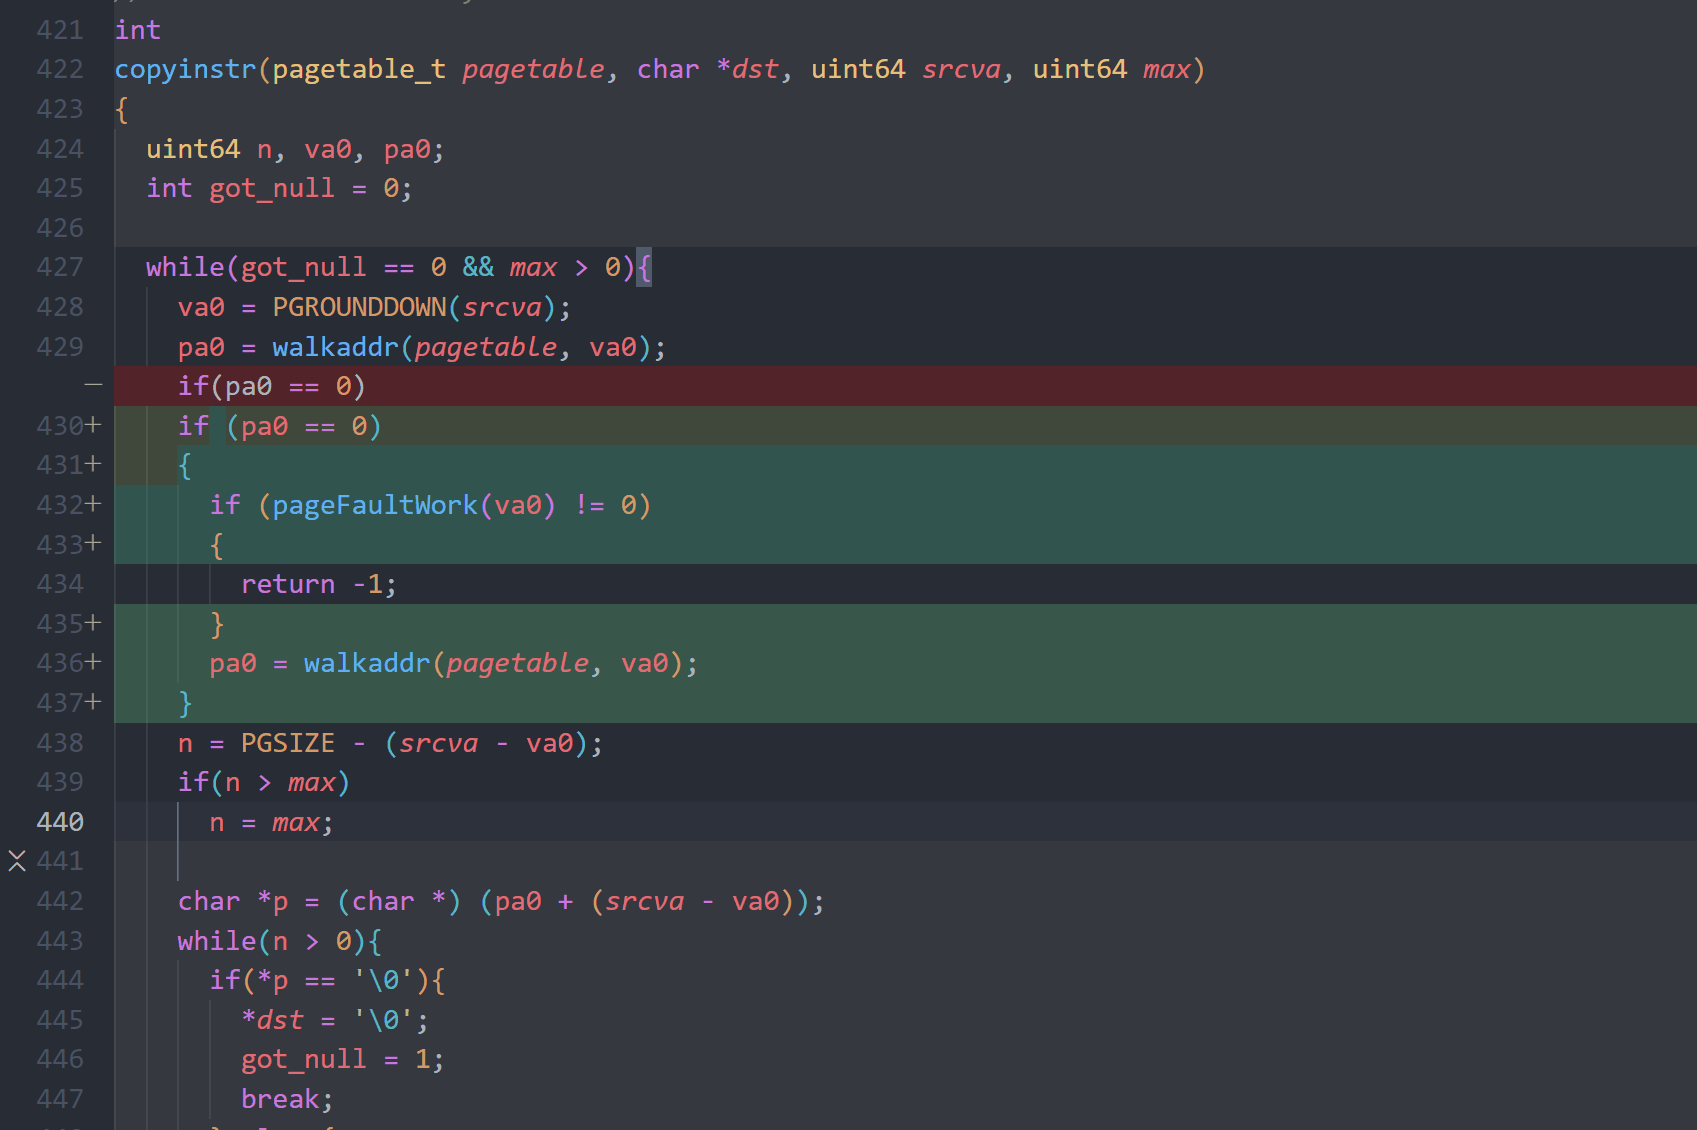 421 int
422 copyinstr(pagetable_t pagetable, char *dst, uint64 srcva, uint64 max)
423 {
424   uint64 n, va0, pa0;
425   int got_null = 0;
426
427   while(got_null == 0 && max > 0){
428     va0 = PGROUNDDOWN(srcva);
429     pa0 = walkaddr(pagetable, va0);
—     if(pa0 == 0)
430+     if (pa0 == 0)
431+     {
432+       if (pageFaultWork(va0) != 0)
433+       {
434         return -1;
435+       }
436+       pa0 = walkaddr(pagetable, va0);
437+     }
438     n = PGSIZE - (srcva - va0);
439     if(n > max)
440       n = max;
441
442     char *p = (char *) (pa0 + (srcva - va0));
443     while(n > 0){
444       if(*p == '\0'){
445         *dst = '\0';
446         got_null = 1;
447         break;